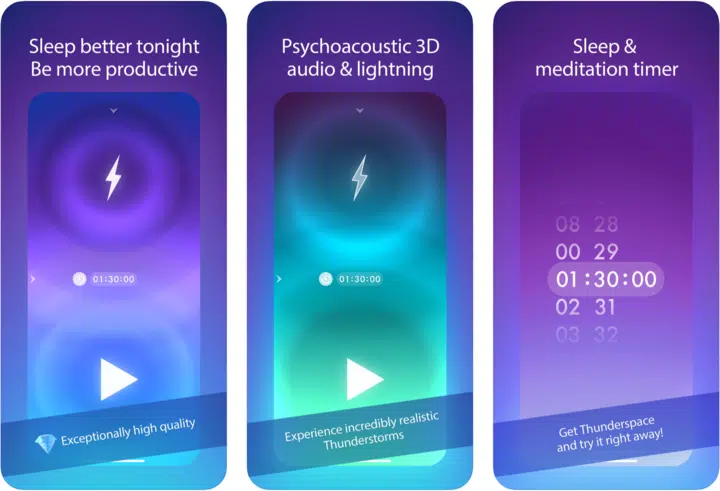 Sleep better tonight
Be more productive
01:30:00
Exceptionally high quality
Psychoacoustic 3D
audio & lightning
01:30:00
Experience incredibly realistic
Thunderstorms
Sleep &
meditation timer
08 28
00 29
01:30:00
02 31
03 32
Get Thunderspace
and try it right away!